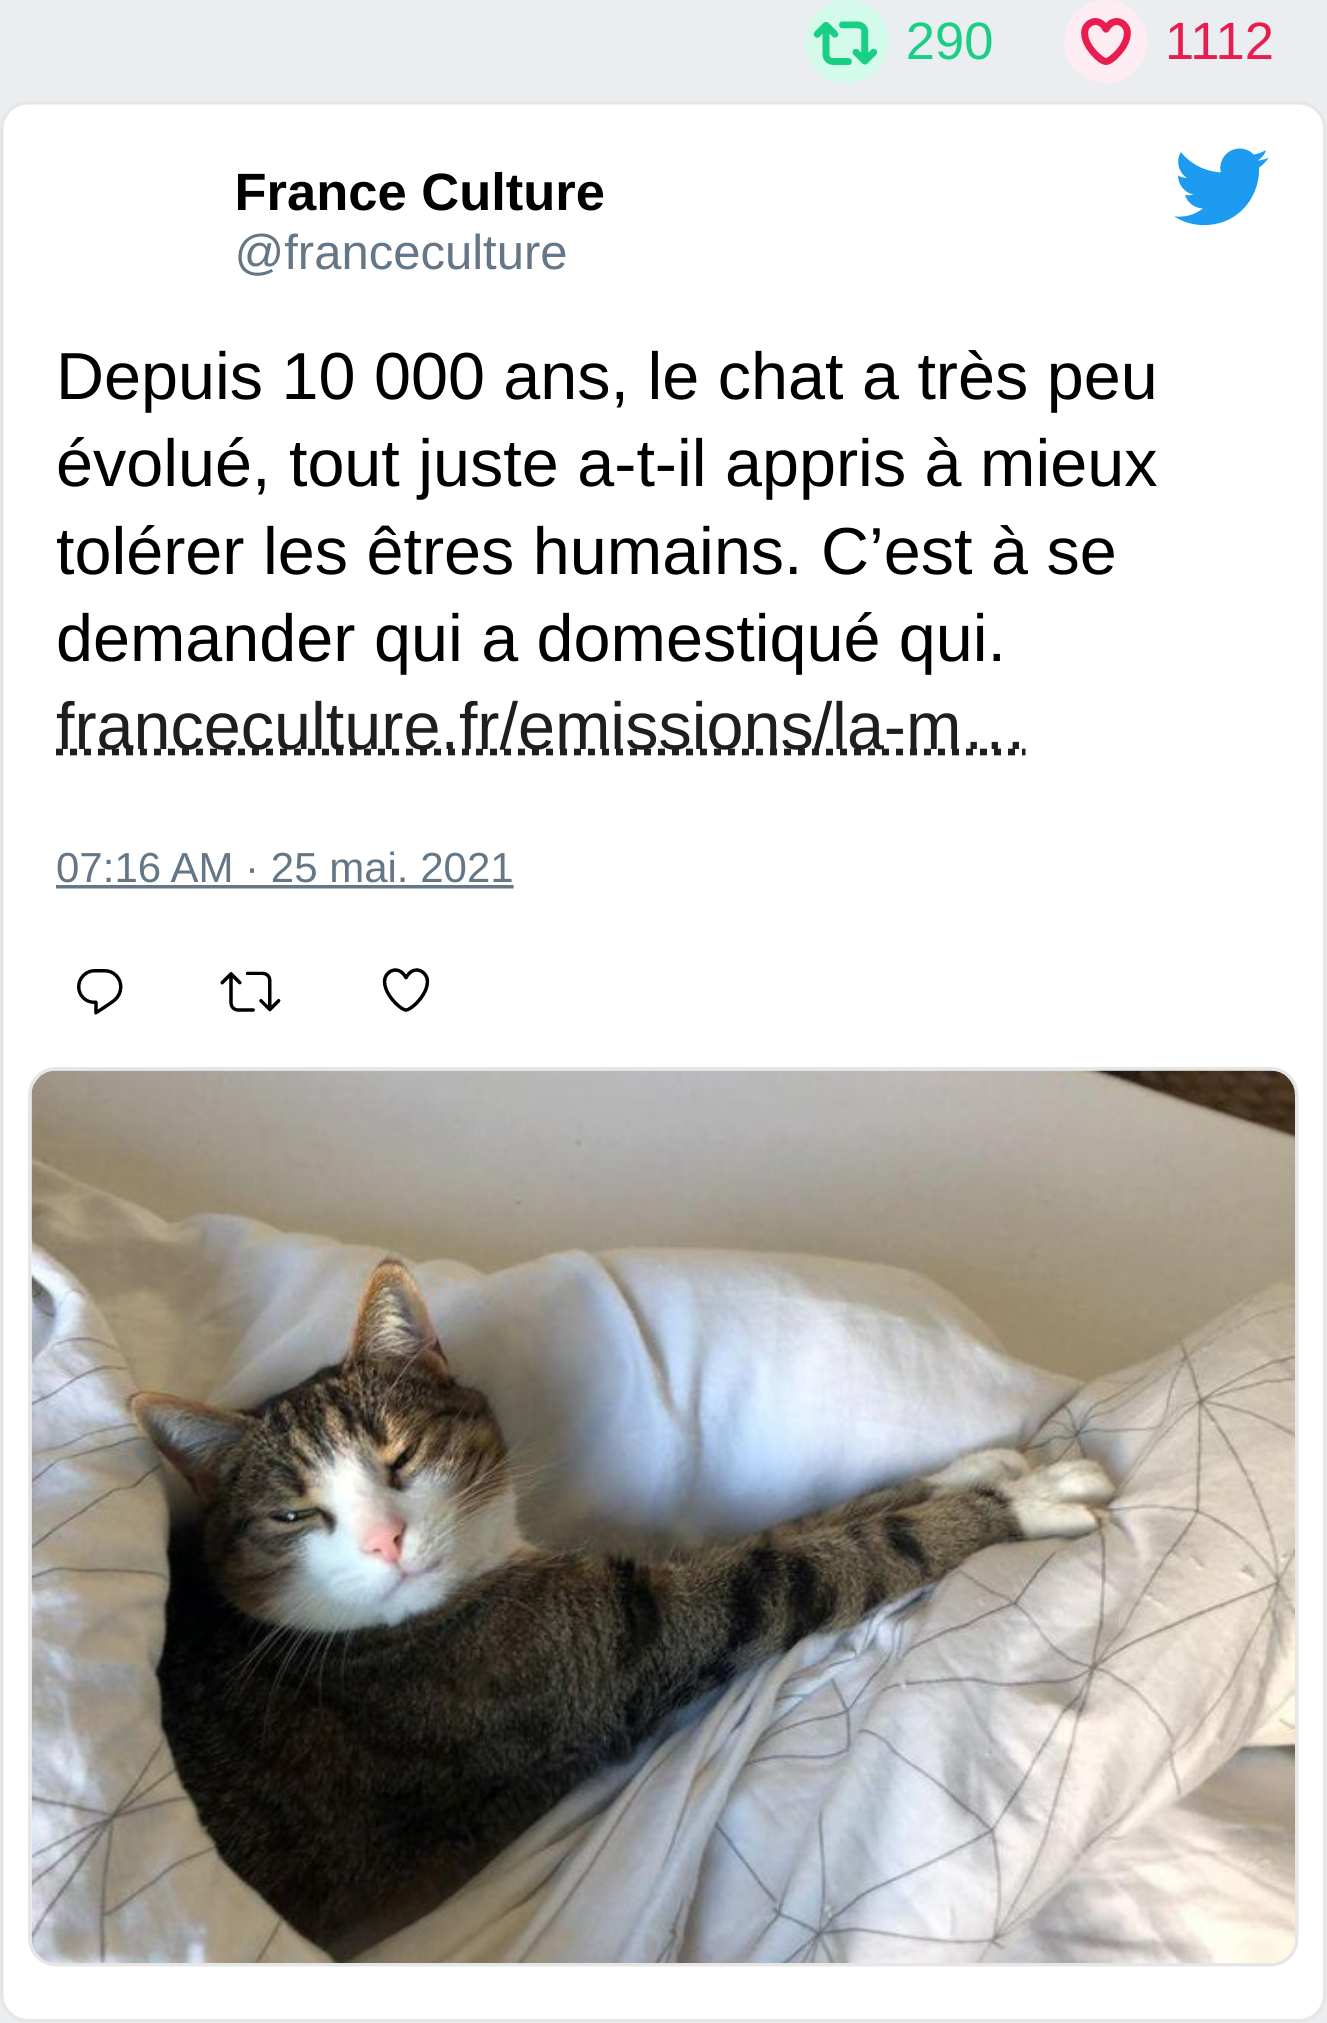 290 1112
France Culture
@franceculture
Depuis 10 000 ans, le chat a très peu
évolué, tout juste a-t-il appris à mieux
tolérer les êtres humains. C’est à se
demander qui a domestiqué qui.
franceculture.fr/emissions/la-m…
07:16 AM · 25 mai. 2021